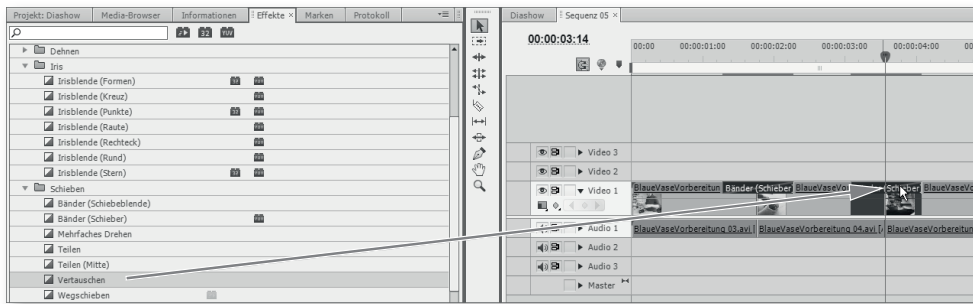 Projekt: Diashow Media-Browser Informationen Effekte × Marken Protokoll
32 YUV
Dehnen
Iris
Irisblende (Formen)
Irisblende (Kreuz)
Irisblende (Punkte)
Irisblende (Raute)
Irisblende (Rechteck)
Irisblende (Rund)
Irisblende (Stern)
Schieben
Bänder (Schiebeblende)
Bänder (Schieber)
Mehrfaches Drehen
Teilen
Teilen (Mitte)
Vertauschen
Wegschieben
Diashow Sequenz 05 ×
00:00:03:14
00:00 00:00:01:00 00:00:02:00 00:00:03:00 00:00:04:00 00
Video 3
Video 2
Video 1 BlaueVaseVorbereitun Bänder (Schieber) BlaueVaseVo (Schieber) BlaueVaseVo
Audio 1 BlaueVaseVorbereitung 03.avi [ BlaueVaseVorbereitung 04.avi [A BlaueVaseVorbereitung
Audio 2
Audio 3
Master